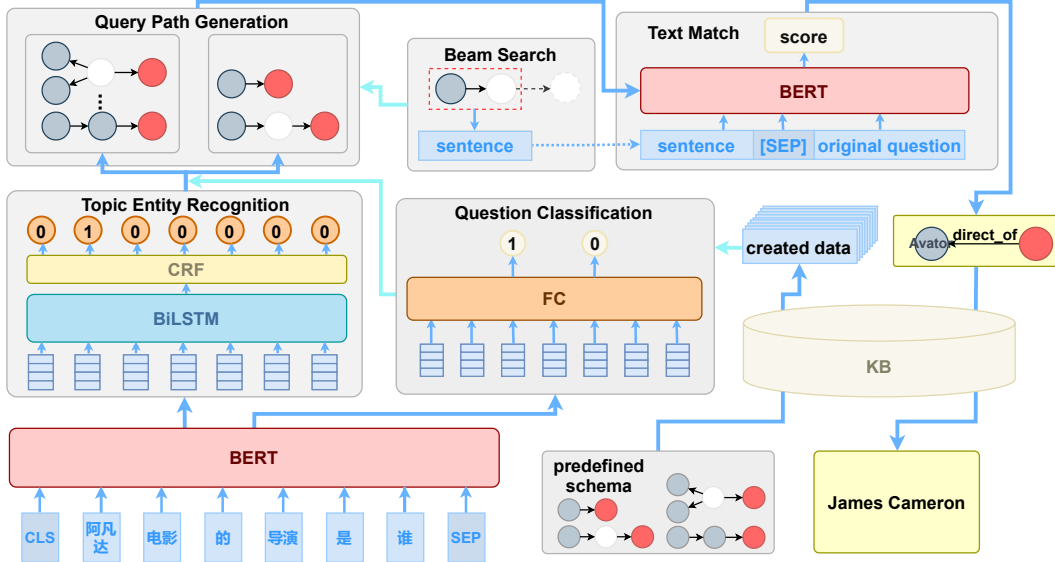 Query Path Generation
Beam Search
sentence
Text Match
score
BERT
sentence [SEP] original question
Topic Entity Recognition
0 1 0 0 0 0 0
CRF
BiLSTM
Question Classification
1 0
FC
created data
Avator direct_of
KB
BERT
CLS 阿凡达 电影 的 导演 是 谁 SEP
predefined
schema
James Cameron